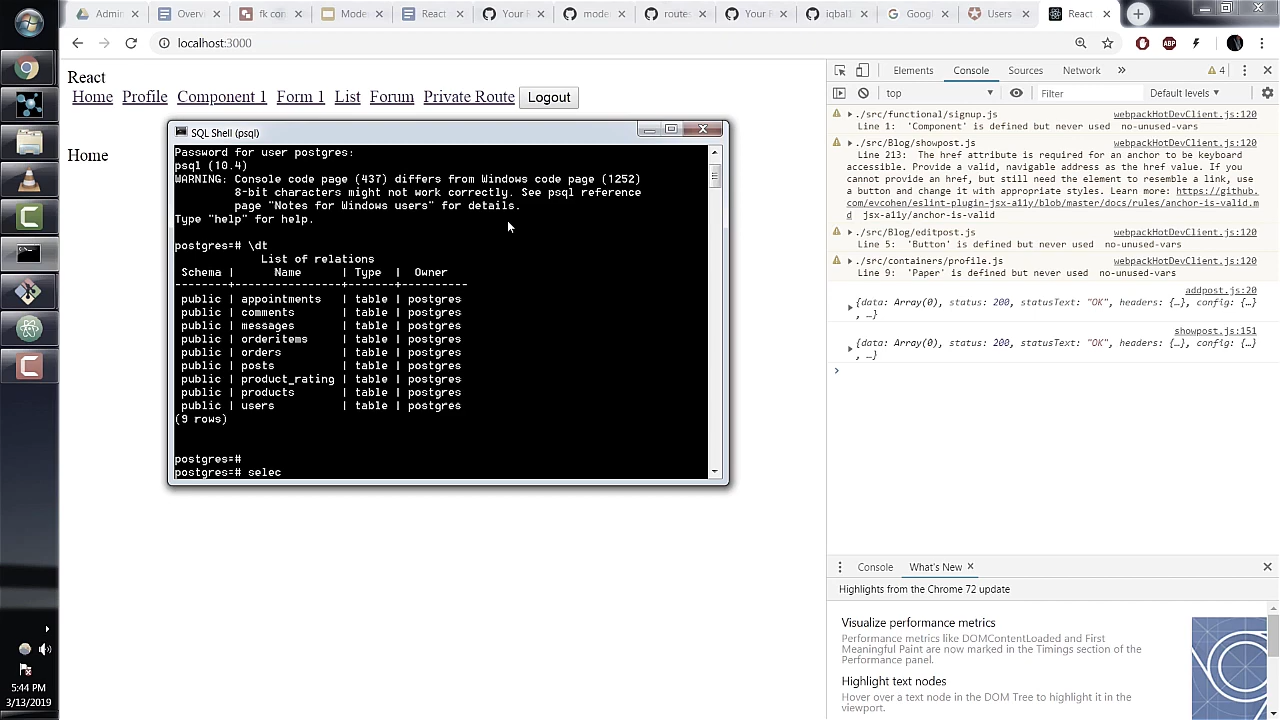 Admin
Overv
fk con
Mode
React
Your F
mode
routes
Your F
iqbal1
Googl
Users
React
localhost:3000
React
Home Profile Component 1 Form 1 List Forum Private Route Logout
Home
SQL Shell (psql)
Password for user postgres:
psql (10.4)
WARNING: Console code page (437) differs from Windows code page (1252)
8-bit characters might not work correctly. See psql reference
page "Notes for Windows users" for details.
Type "help" for help.
postgres=# \dt
List of relations
Schema | Name | Type | Owner
--------+----------------+-------+----------
public | appointments | table | postgres
public | comments | table | postgres
public | messages | table | postgres
public | orderitems | table | postgres
public | orders | table | postgres
public | posts | table | postgres
public | product_rating | table | postgres
public | products | table | postgres
public | users | table | postgres
(9 rows)
postgres=#
postgres=# selec
Elements Console Sources Network 4
top Filter Default levels
./src/functional/signup.js webpackHotDevClient.js:120
Line 1: 'Component' is defined but never used no-unused-vars
./src/Blog/showpost.js webpackHotDevClient.js:120
Line 213: The href attribute is required for an anchor to be keyboard
accessible. Provide a valid, navigable address as the href value. If you
cannot provide an href, but still need the element to resemble a link, use
a button and change it with appropriate styles. Learn more: https://github.
com/evcohen/eslint-plugin-jsx-a11y/blob/master/docs/rules/anchor-is-valid.m
d jsx-a11y/anchor-is-valid
./src/Blog/editpost.js webpackHotDevClient.js:120
Line 5: 'Button' is defined but never used no-unused-vars
./src/containers/profile.js webpackHotDevClient.js:120
Line 9: 'Paper' is defined but never used no-unused-vars
addpost.js:20
{data: Array(0), status: 200, statusText: "OK", headers: {…}, config: {…}
, …}
showpost.js:151
{data: Array(0), status: 200, statusText: "OK", headers: {…}, config: {…}
, …}
Console What's New
Highlights from the Chrome 72 update
Visualize performance metrics
Performance metrics like DOMContentLoaded and First
Meaningful Paint are now marked in the Timings section of the
Performance panel.
Highlight text nodes
Hover over a text node in the DOM Tree to highlight it in the
viewport.
5:44 PM
3/13/2019